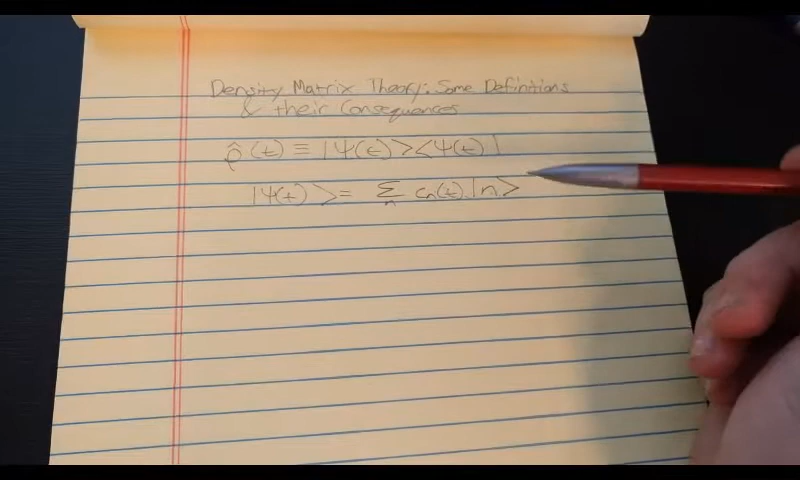 Density Matrix Theory: Some Definitions
& their Consequences
ρ̂(t) ≡ |Ψ(t)><Ψ(t)|
|Ψ(t)> = Σₙ cₙ(t) |n>